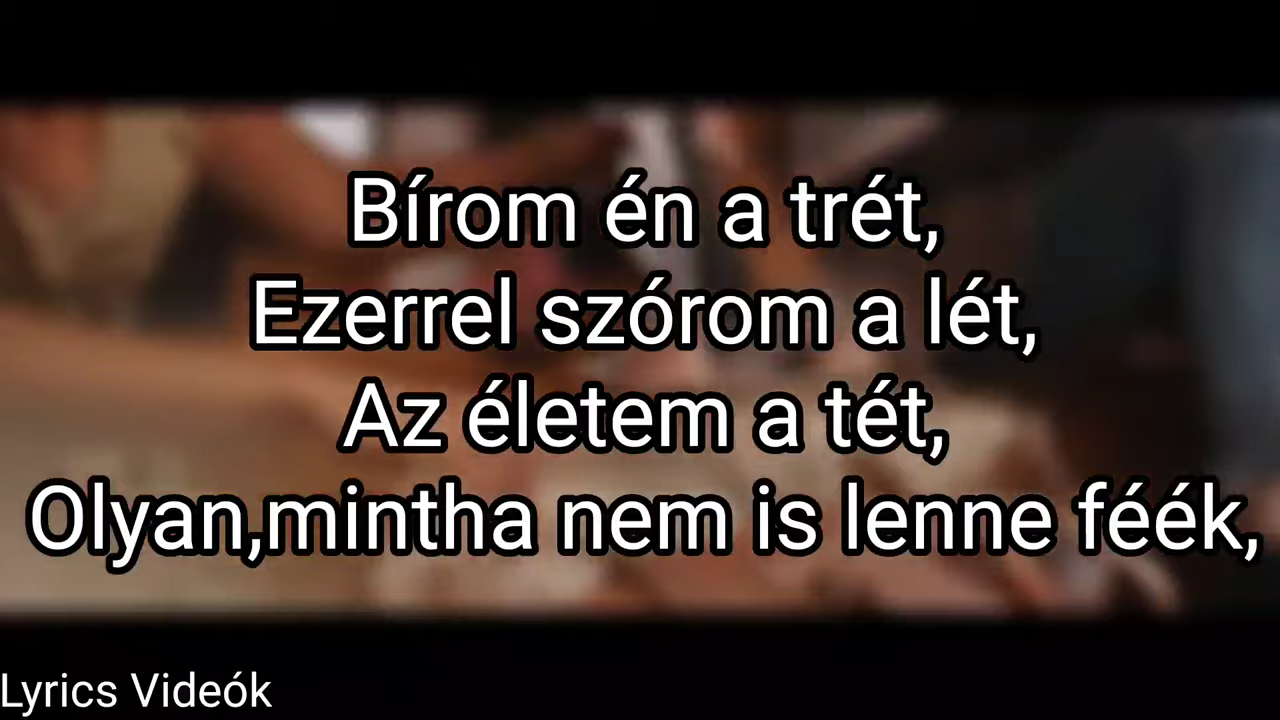 Bírom én a trét,
Ezerrel szórom a lét,
Az életem a tét,
Olyan,mintha nem is lenne féék,
Lyrics Videók